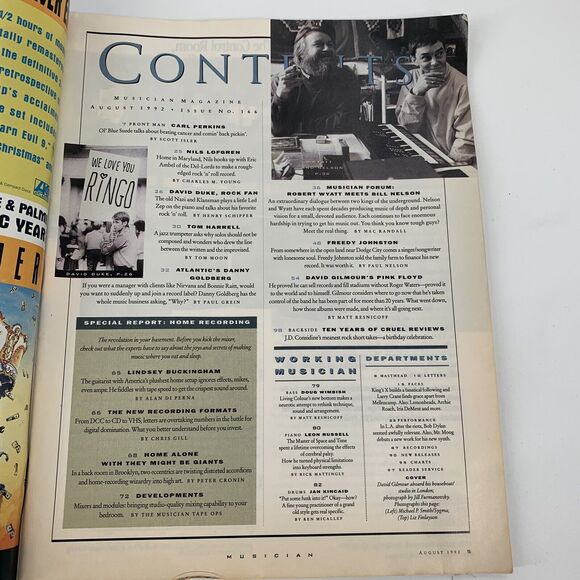 CONTENTS
MUSICIAN MAGAZINE
AUGUST 1992 • ISSUE NO. 166
7 FRONT MAN CARL PERKINS
Ol' Blue Suede talks about beating cancer and comin' back pickin'.
BY SCOTT ISLER
25 NILS LOFGREN
Home in Maryland, Nils hooks up with Eric
Ambel of the Del-Lords to make a rough-
edged rock 'n' roll record.
BY CHARLES M. YOUNG
26 DAVID DUKE, ROCK FAN
The old Nazi and Klansman plays a little Led
Zep on the piano and talks about his favorite
rock 'n' roll. BY HENRY SCHIPPER
30 TOM HARRELL
A jazz trumpeter asks why solos should not be
composed and wonders who drew the line
between the written and the improvised.
BY TOM MOON
32 ATLANTIC'S DANNY
GOLDBERG
If you were a manager with clients like Nirvana and Bonnie Raitt, would
you want to suddenly up and join a record label? Danny Goldberg has the
whole music business asking, "Why?" BY PAUL GREIN
WE LOVE YOU
RINGO
DAVID DUKE, P.26
SPECIAL REPORT: HOME RECORDING
The revolution in your basement. Before you kick the mixer,
check out what the experts have to say about the joys and secrets of making
music where you eat and sleep.
65 LINDSEY BUCKINGHAM
The guitarist with America's plushest home setup ignores effects, mikes,
even amps: He fiddles with tape speed to get the crispest sound around.
BY ALAN DI PERNA
66 THE NEW RECORDING FORMATS
From DCC to CD to VHS, letters are overtaking numbers in the battle for
digital domination. What you better understand before you invest.
BY CHRIS GILL
68 HOME ALONE
WITH THEY MIGHT BE GIANTS
In a back room in Brooklyn, two eccentrics are twisting distorted accordions
and home-recording wizardry into high art. BY PETER CRONIN
72 DEVELOPMENTS
Mixers and modules: bringing studio-quality mixing capability to your
bedroom. BY THE MUSICIAN TAPE OPS
NELSON
P.36
36 MUSICIAN FORUM:
ROBERT WYATT MEETS BILL NELSON
An extraordinary dialogue between two kings of the underground. Nelson
and Wyatt have each spent decades producing music of depth and personal
vision for a small, devoted audience. Each continues to face enormous
hardship in trying to get his music out. You think you know tough guys?
Meet the real thing. BY MAC RANDALL
48 FREEDY JOHNSTON
From somewhere in the open land near Dodge City comes a singer/songwriter
with lonesome soul. Freedy Johnston sold the family farm to finance his
new record. It was worth it. BY PAUL NELSON
54 DAVID GILMOUR'S PINK FLOYD
He proved he can sell records and fill stadiums without Roger Waters—proved it
to the world and to himself. Gilmour considers where to go now that he's taken
control of the band he has been part of for more than 20 years. What went down,
how those albums were made, and where it's all going next.
BY MATT RESNICOFF
98 BACKSIDE TEN YEARS OF CRUEL REVIEWS
J.D. Considine's meanest rock short takes—a birthday celebration.
WORKING
MUSICIAN
79
BASS DOUG WIMBISH
Living Colour's new bottom makes a
neurotic attempt to rethink technique,
sound and arrangement.
BY MATT RESNICOFF
80
PIANO LEON RUSSELL
The Master of Space and Time
spent a lifetime overcoming the effects
of cerebral palsy.
How he turned physical limitations
into keyboard strengths.
BY RICK MATTINGLY
82
DRUMS JAN KINCAID
"Put some funk into it!" Okay—how?
A fine young practitioner of a grand
old style gets real specific.
BY KEN MICALLEF
DEPARTMENTS
8 MASTHEAD 12 LETTERS
16 FACES
King's X builds a fanatical following and
Larry Crane finds grace apart from
Mellencamp. Also: Lemonheads, Archie
Roach, Iris DeMent and more.
88 PERFORMANCE
In L.A. after the riots, Bob Dylan
seemed awfully relevant. Also, Mr. Moog
debuts a new work for his new synth.
87 RECORDING
90 NEW RELEASES
96 CHARTS
97 READER SERVICE
COVER
David Gilmour aboard his houseboat/
studio in London;
photograph by Jill Furmanovsky.
Photographs this page:
(Left) Michael P. Smith/Sygma;
(Top) Liz Finlayson
MUSICIAN
AUGUST 1992 5
1/2 hours of
the definitive
retrospective
set include
Christmas" an
Atlantic
E & PALM
YEAR